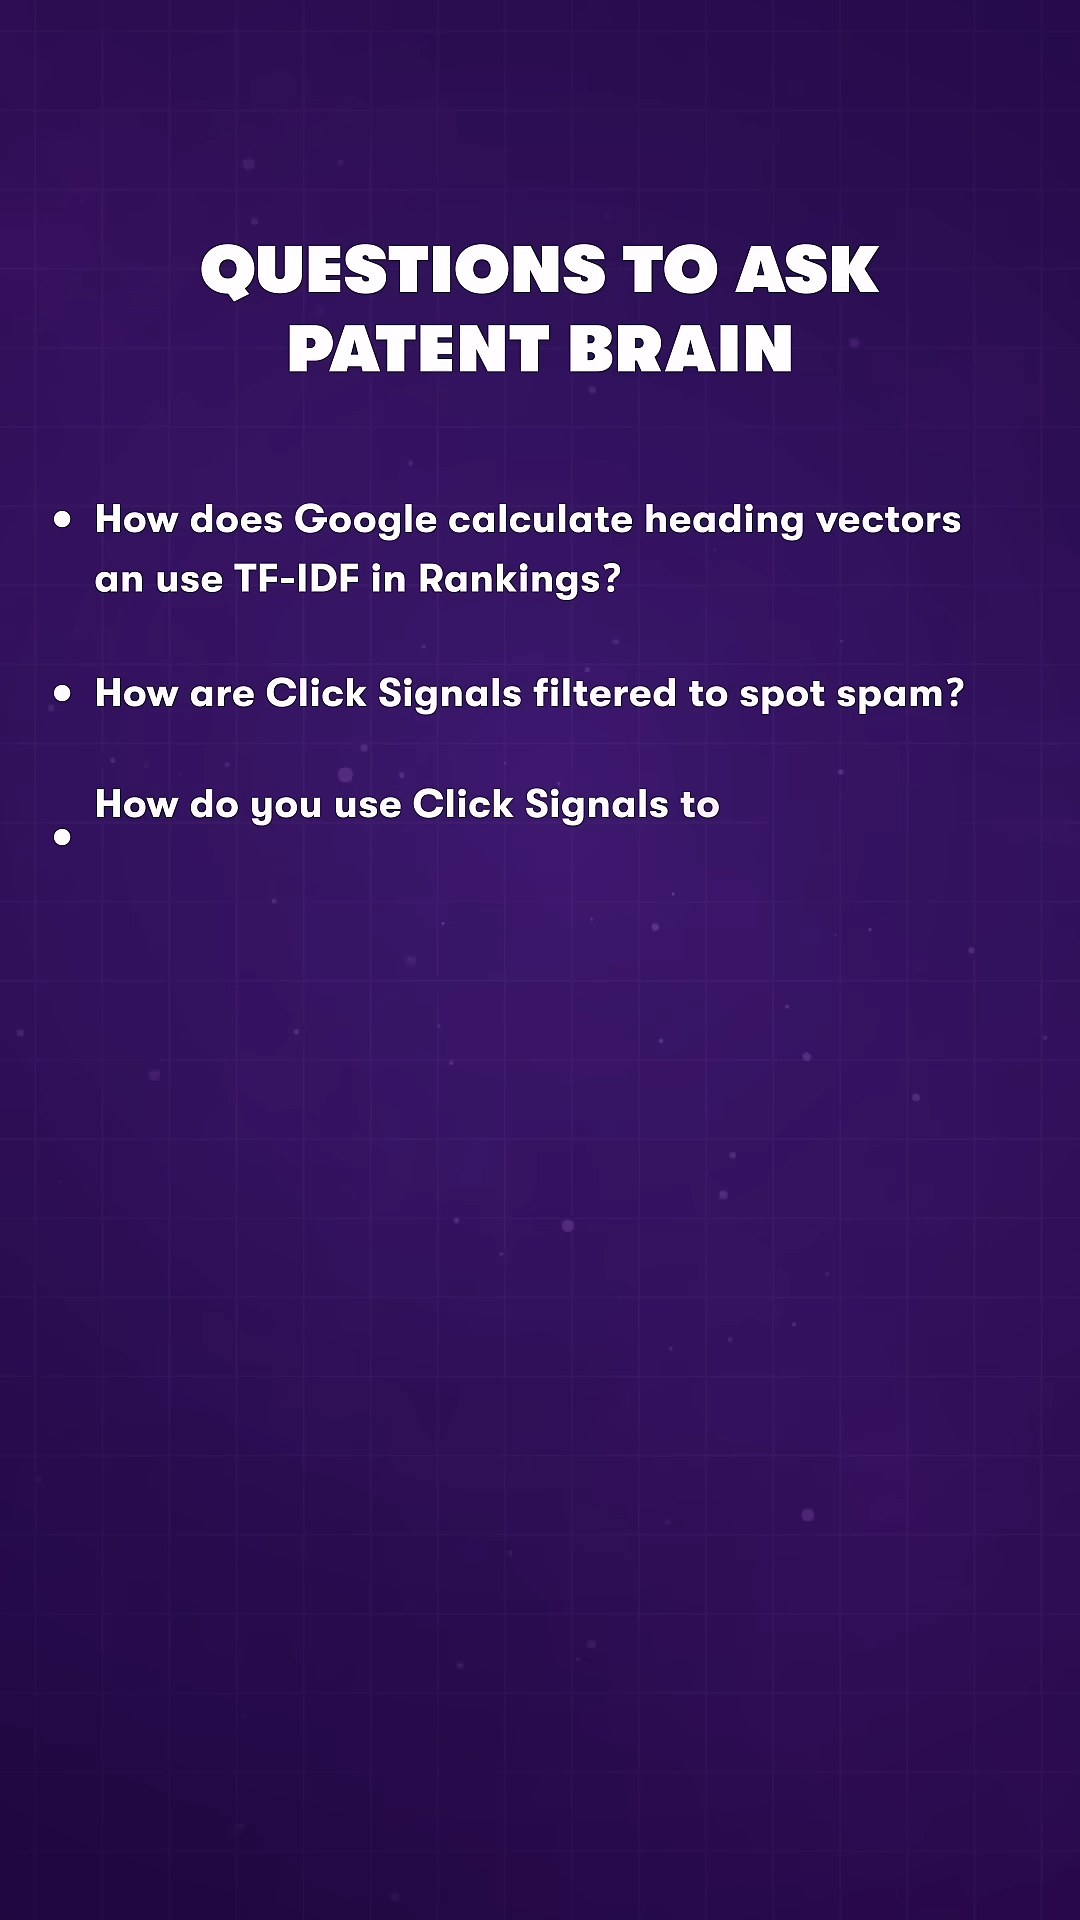 QUESTIONS TO ASK
PATENT BRAIN
• How does Google calculate heading vectors
an use TF-IDF in Rankings?
• How are Click Signals filtered to spot spam?
• How do you use Click Signals to